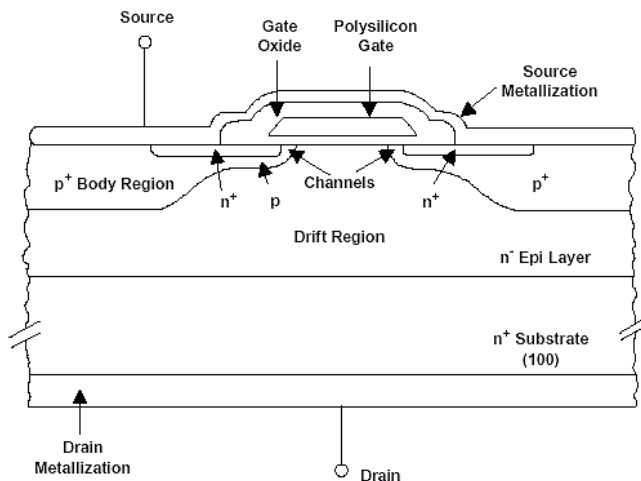 Source
Gate
Oxide
Polysilicon
Gate
Source
Metallization
p+ Body Region
n+
p
Channels
n+
p+
Drift Region
n- Epi Layer
n+ Substrate
(100)
Drain
Metallization
Drain